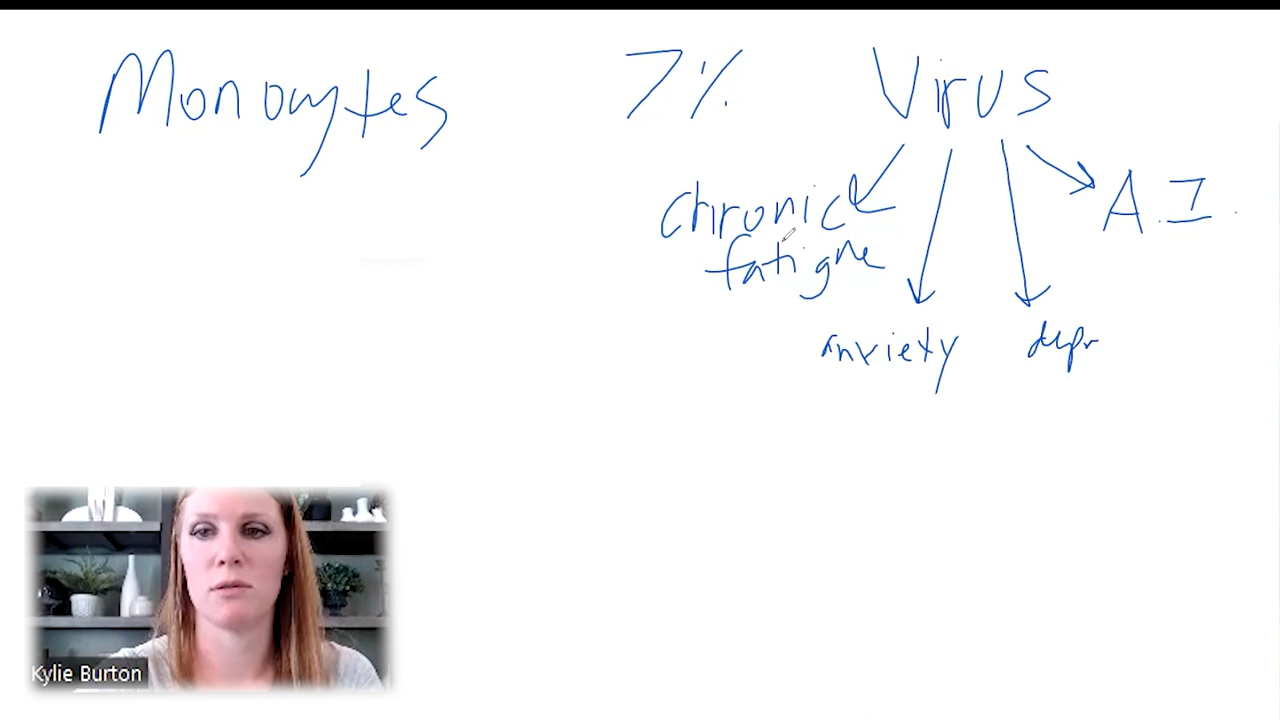 Monocytes 7% Virus
chronic A.I.
fatigue
anxiety depr
Kylie Burton